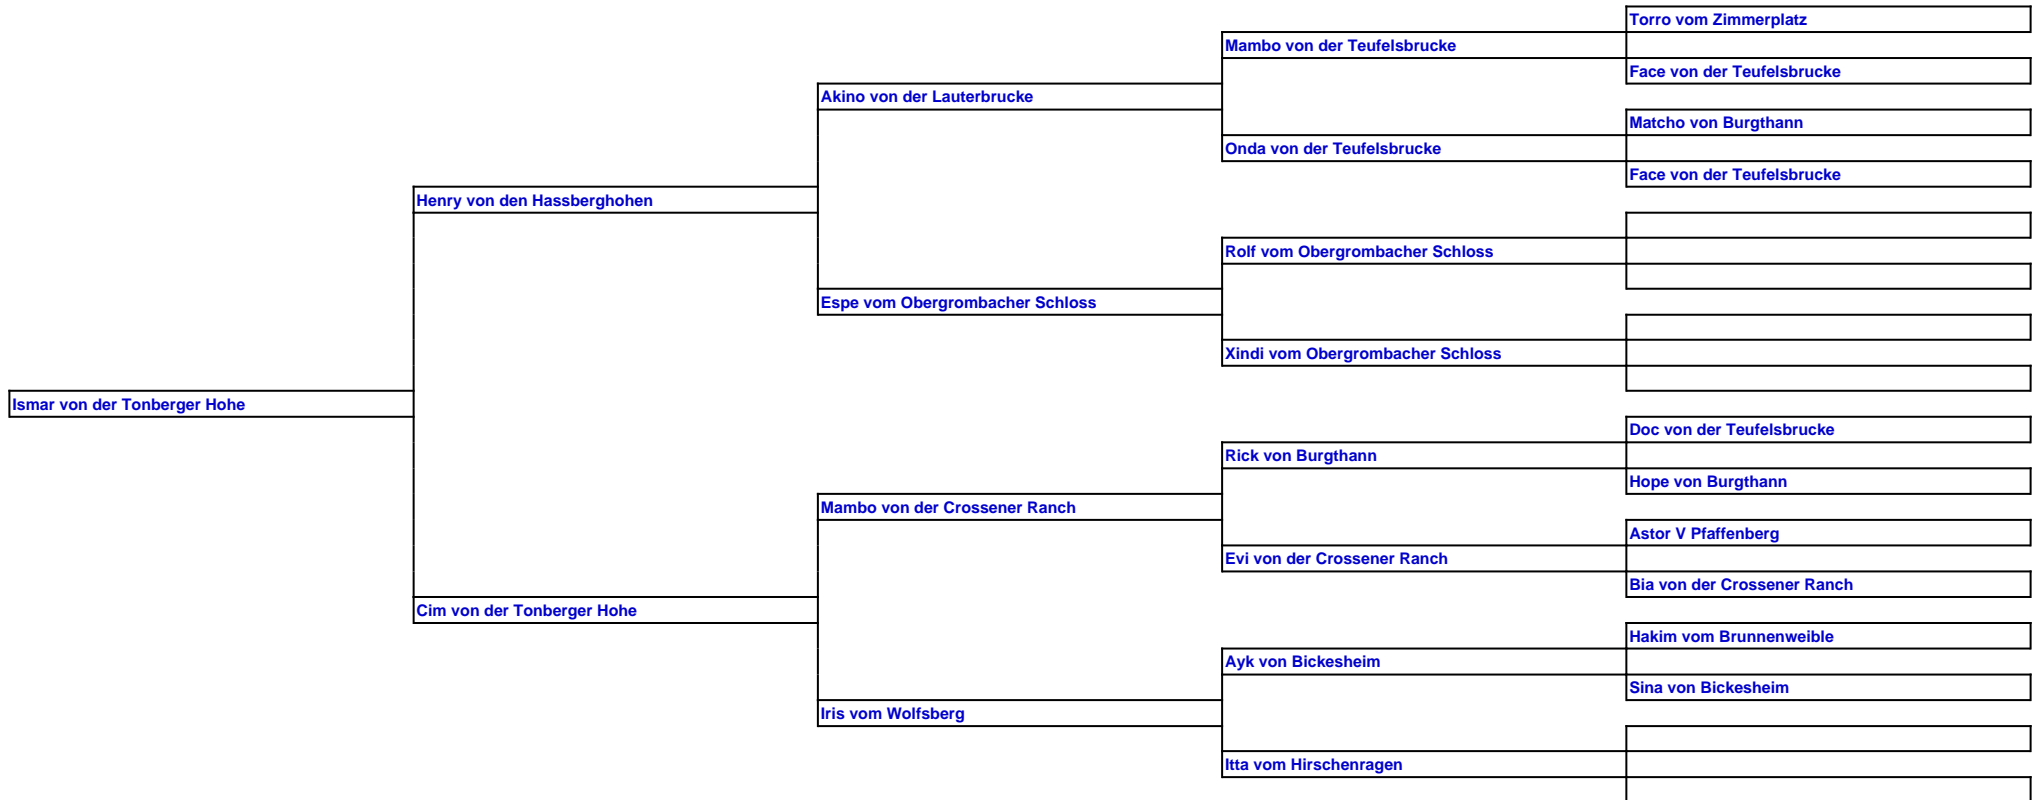 Torro vom Zimmerplatz
Mambo von der Teufelsbrucke
Face von der Teufelsbrucke
Akino von der Lauterbrucke
Matcho von Burgthann
Onda von der Teufelsbrucke
Face von der Teufelsbrucke
Henry von den Hassberghohen
Rolf vom Obergrombacher Schloss
Espe vom Obergrombacher Schloss
Xindi vom Obergrombacher Schloss
Ismar von der Tonberger Hohe
Doc von der Teufelsbrucke
Rick von Burgthann
Hope von Burgthann
Mambo von der Crossener Ranch
Astor V Pfaffenberg
Evi von der Crossener Ranch
Bia von der Crossener Ranch
Cim von der Tonberger Hohe
Hakim vom Brunnenweible
Ayk von Bickesheim
Sina von Bickesheim
Iris vom Wolfsberg
Itta vom Hirschenragen